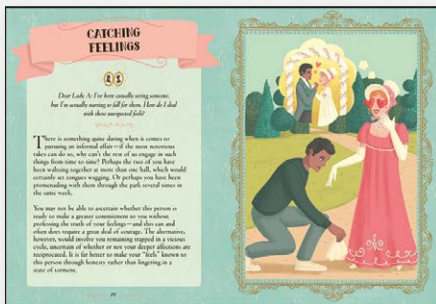 CATCHING
FEELINGS
Dear Lady A: I've been casually seeing someone,
but I'm actually starting to fall for them. How do I deal
with these unexpected feels?
There is something quite daring when it comes to
pursuing an informal affair—if the most notorious
rakes can do so, why can't the rest of us engage in such
things from time to time? Perhaps the two of you have
been waltzing together at more than one ball, which would
certainly set tongues wagging. Or perhaps you have been
promenading with them through the park several times in
the same week.
You may not be able to ascertain whether this person is
ready to make a greater commitment to you without
professing the truth of your feelings—and this can and
often does require a great deal of courage. The alternative,
however, would involve you remaining trapped in a vicious
cycle, uncertain of whether or not your deeper affections are
reciprocated. It is far better to make your "feels" known to
this person through honesty rather than lingering in a
state of torment.